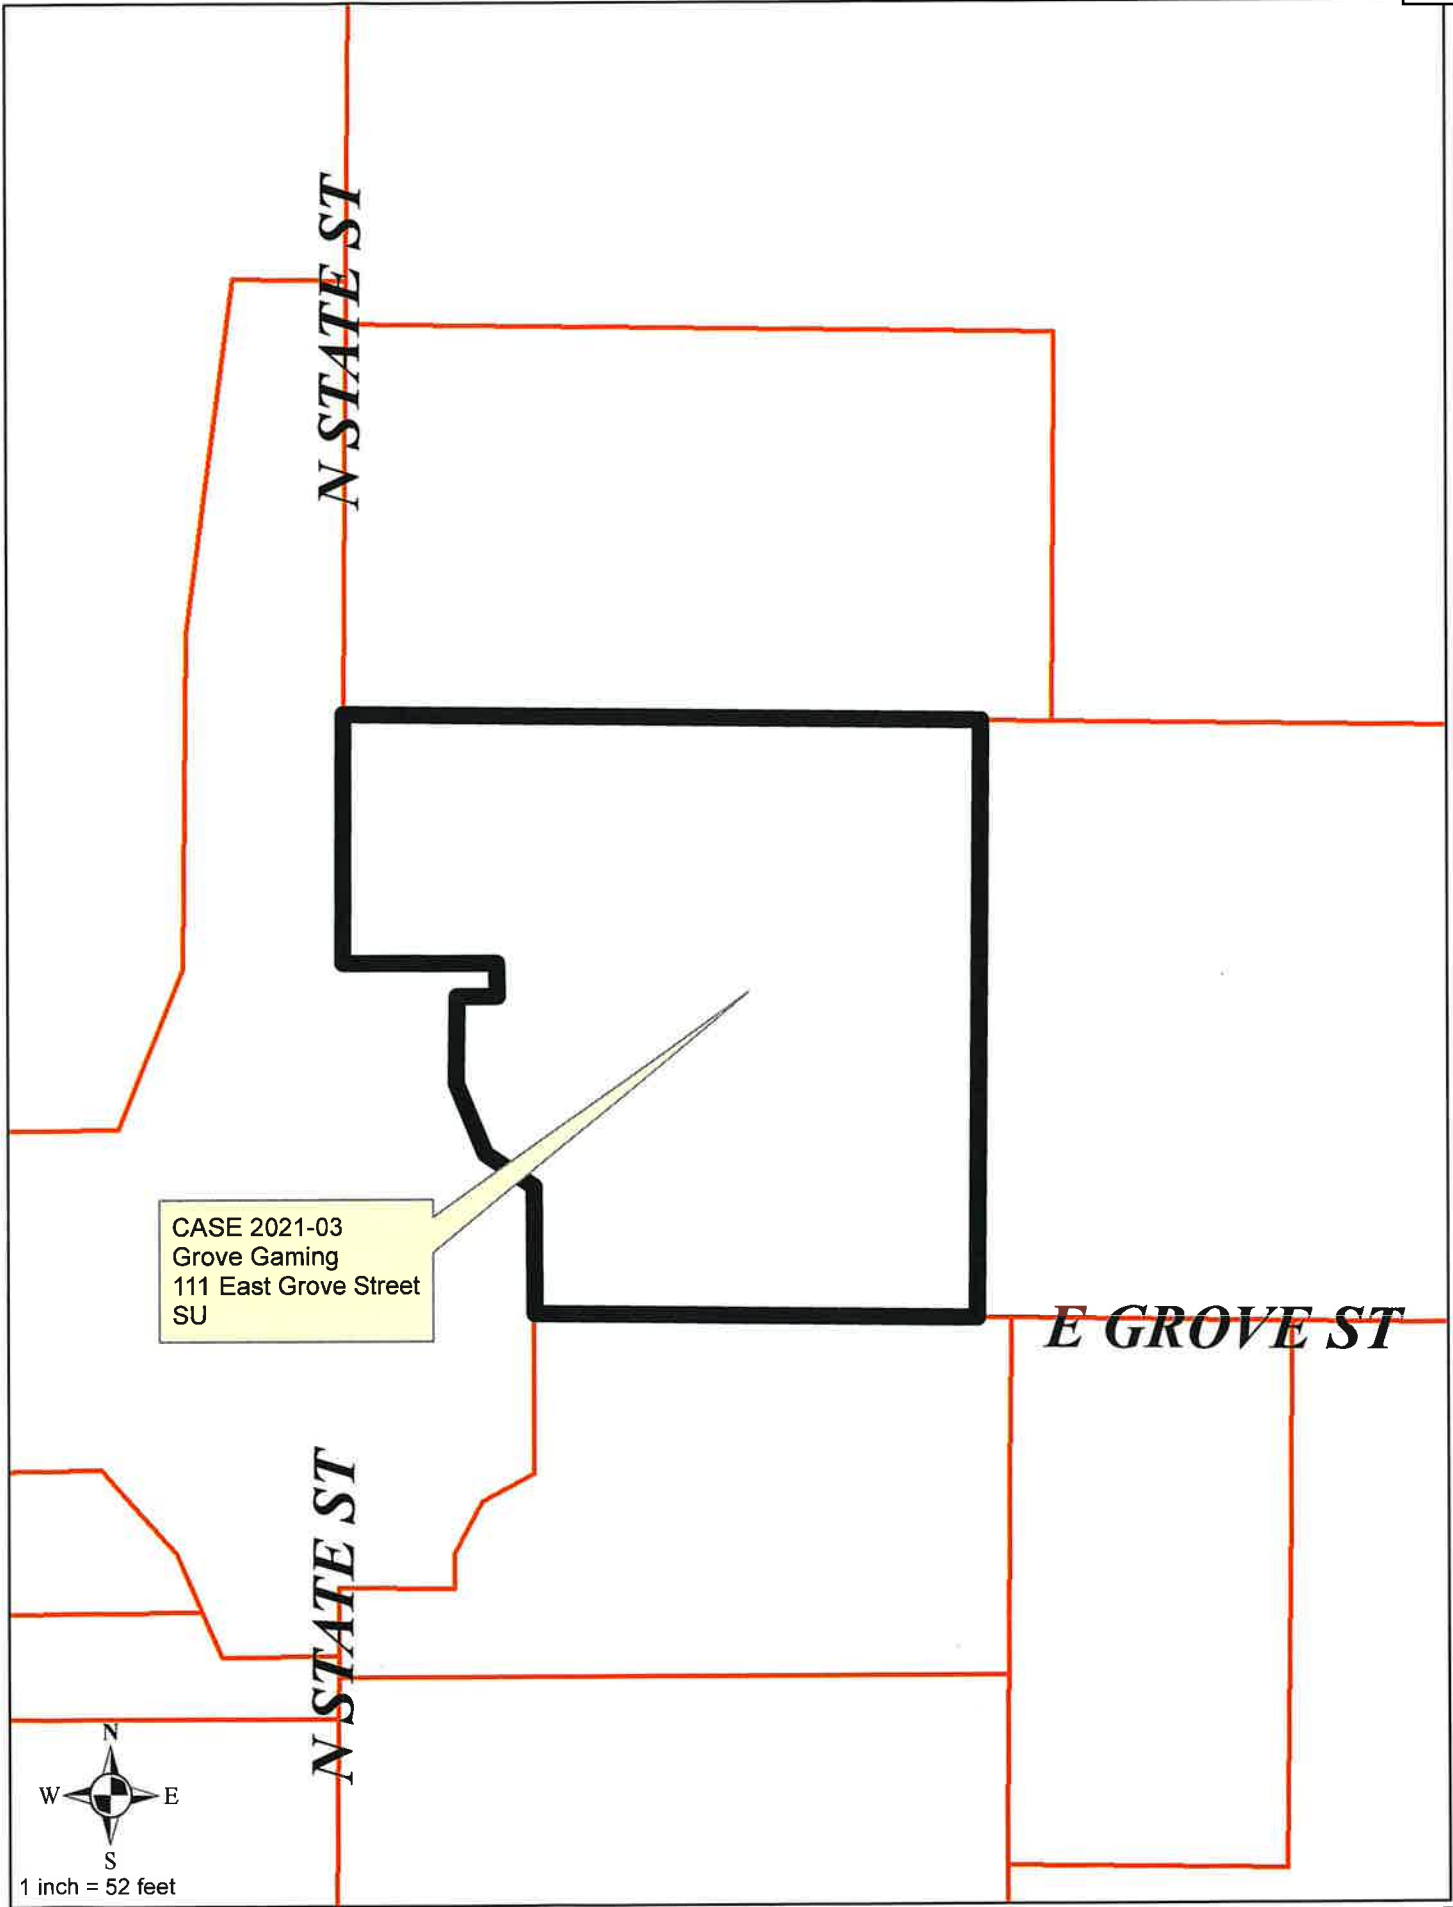 N STATE ST
CASE 2021-03
Grove Gaming
111 East Grove Street
SU
E GROVE ST
N STATE ST
N
W E
S
1 inch = 52 feet